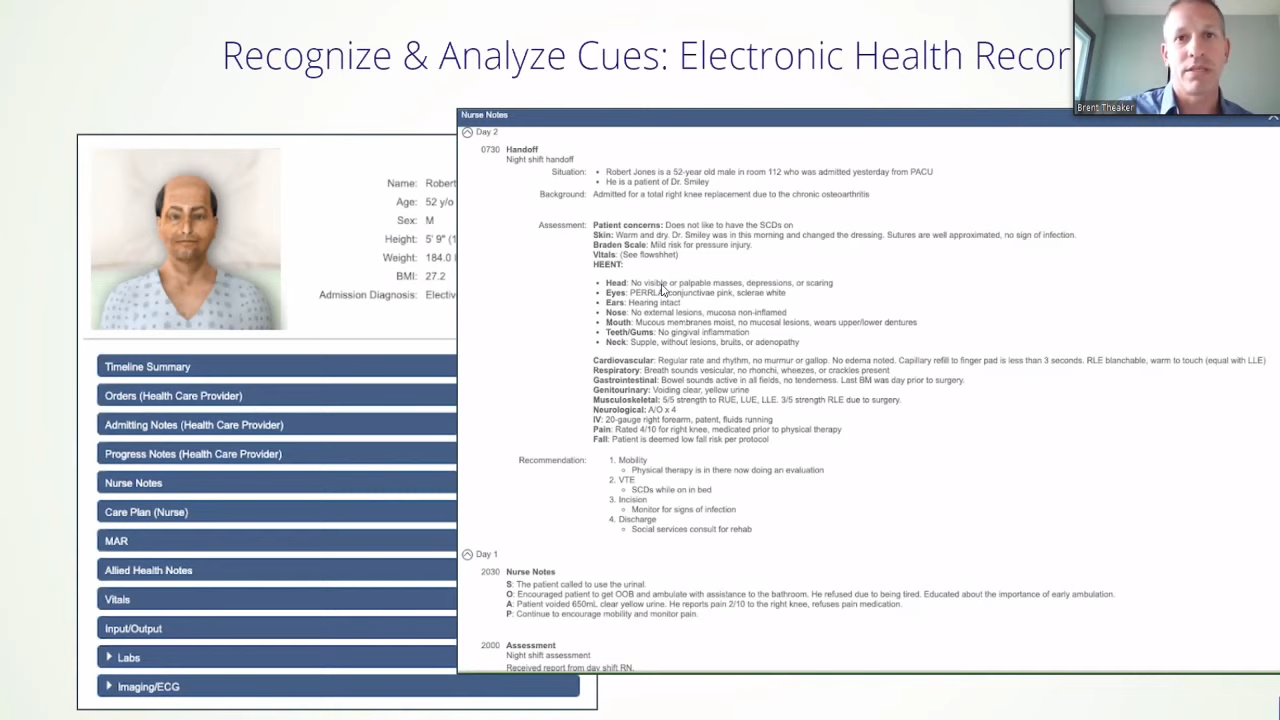 Recognize & Analyze Cues: Electronic Health Recor
Brent Theaker
Name: Robert
Age: 52 y/o
Sex: M
Height: 5' 9" (1
Weight: 184.0
BMI: 27.2
Admission Diagnosis: Electiv
Timeline Summary
Orders (Health Care Provider)
Admitting Notes (Health Care Provider)
Progress Notes (Health Care Provider)
Nurse Notes
Care Plan (Nurse)
MAR
Allied Health Notes
Vitals
Input/Output
Labs
Imaging/ECG
Nurse Notes
Day 2
0730 Handoff
Night shift handoff
Situation: • Robert Jones is a 52-year old male in room 112 who was admitted yesterday from PACU
• He is a patient of Dr. Smiley
Background: Admitted for a total right knee replacement due to the chronic osteoarthritis
Assessment: Patient concerns: Does not like to have the SCDs on
Skin: Warm and dry. Dr. Smiley was in this morning and changed the dressing. Sutures are well approximated, no sign of infection.
Braden Scale: Mild risk for pressure injury.
Vitals: (See flowshhet)
HEENT:
• Head: No visible or palpable masses, depressions, or scaring
• Eyes: PERRLA, conjunctivae pink, sclerae white
• Ears: Hearing intact
• Nose: No external lesions, mucosa non-inflamed
• Mouth: Mucous membranes moist, no mucosal lesions, wears upper/lower dentures
• Teeth/Gums: No gingival inflammation
• Neck: Supple, without lesions, bruits, or adenopathy
Cardiovascular: Regular rate and rhythm, no murmur or gallop. No edema noted. Capillary refill to finger pad is less than 3 seconds. RLE blanchable, warm to touch (equal with LLE)
Respiratory: Breath sounds vesicular, no rhonchi, wheezes, or crackles present
Gastrointestinal: Bowel sounds active in all fields, no tenderness. Last BM was day prior to surgery.
Genitourinary: Voiding clear, yellow urine
Musculoskeletal: 5/5 strength to RUE, LUE, LLE. 3/5 strength RLE due to surgery.
Neurological: A/O x 4
IV: 20-gauge right forearm, patent, fluids running
Pain: Rated 4/10 for right knee, medicated prior to physical therapy
Fall: Patient is deemed low fall risk per protocol
Recommendation: 1. Mobility
Physical therapy is in there now doing an evaluation
2. VTE
SCDs while on in bed
3. Incision
Monitor for signs of infection
4. Discharge
Social services consult for rehab
Day 1
2030 Nurse Notes
S: The patient called to use the urinal.
O: Encouraged patient to get OOB and ambulate with assistance to the bathroom. He refused due to being tired. Educated about the importance of early ambulation.
A: Patient voided 650mL clear yellow urine. He reports pain 2/10 to the right knee, refuses pain medication.
P: Continue to encourage mobility and monitor pain.
2000 Assessment
Night shift assessment
Received report from day shift RN.